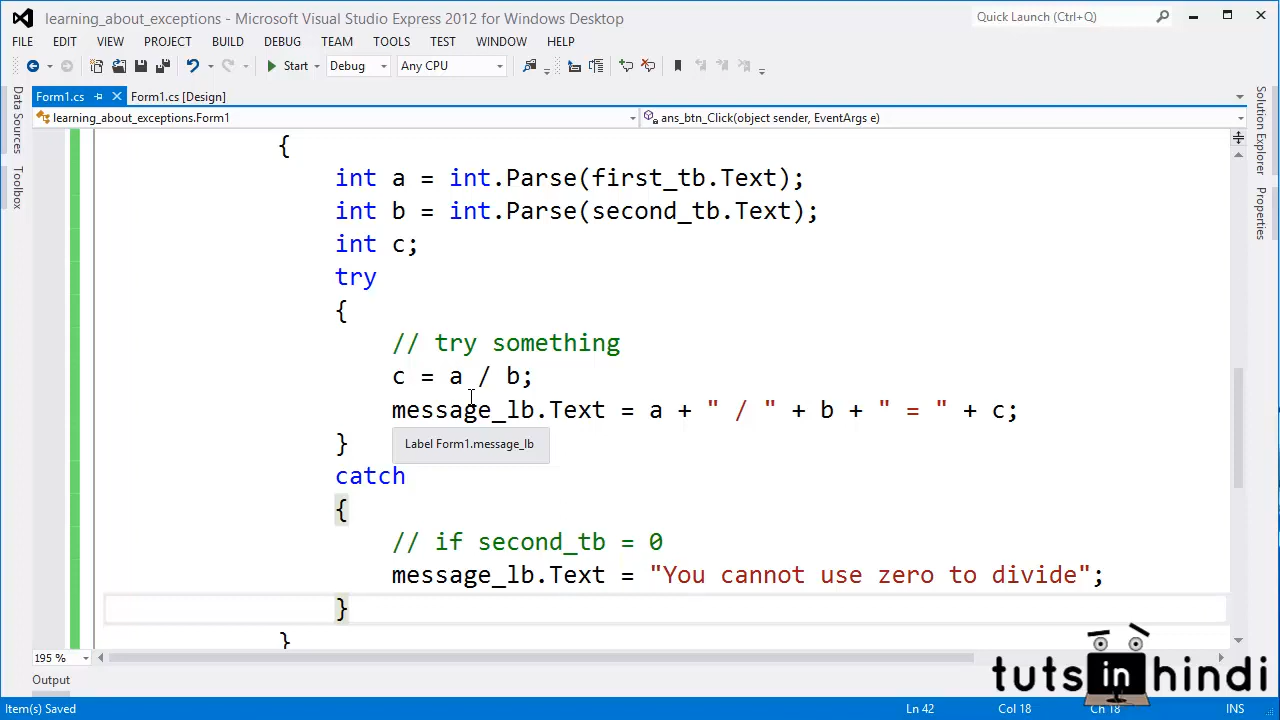 learning_about_exceptions - Microsoft Visual Studio Express 2012 for Windows Desktop
Quick Launch (Ctrl+Q)
FILE EDIT VIEW PROJECT BUILD DEBUG TEAM TOOLS TEST WINDOW HELP
Start Debug Any CPU
Form1.cs Form1.cs [Design]
learning_about_exceptions.Form1 ans_btn_Click(object sender, EventArgs e)
Data Sources
Toolbox
Solution Explorer
Properties
{
int a = int.Parse(first_tb.Text);
int b = int.Parse(second_tb.Text);
int c;
try
{
// try something
c = a / b;
message_lb.Text = a + " / " + b + " = " + c;
}
Label Form1.message_lb
catch
{
// if second_tb = 0
message_lb.Text = "You cannot use zero to divide";
}
}
195 %
tuts in hindi
Output
Item(s) Saved Ln 42 Col 18 Ch 18 INS